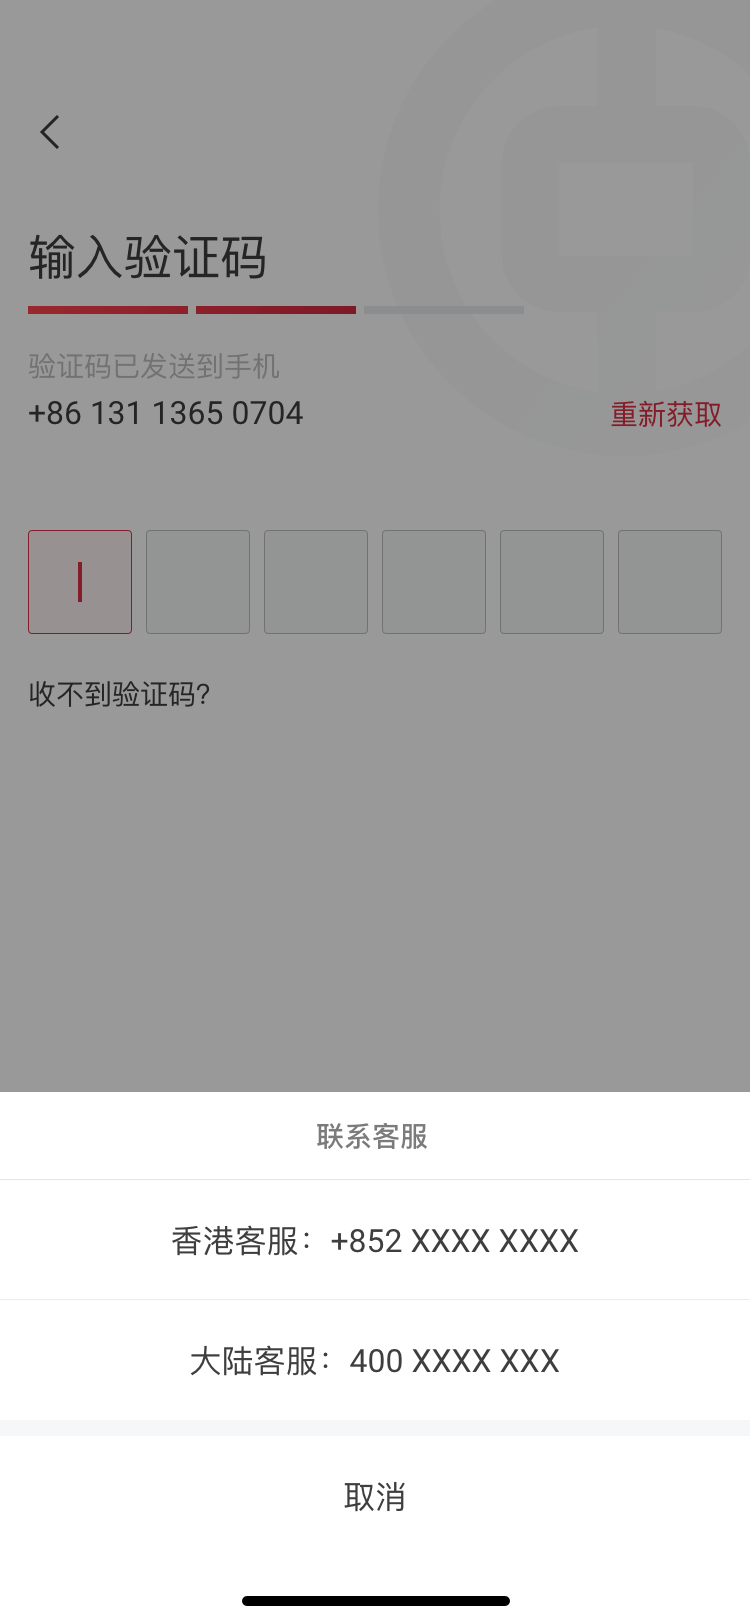 输入验证码
验证码已发送到手机
+86 131 1365 0704
重新获取
收不到验证码?
联系客服
香港客服：+852 XXXX XXXX
大陆客服：400 XXXX XXX
取消